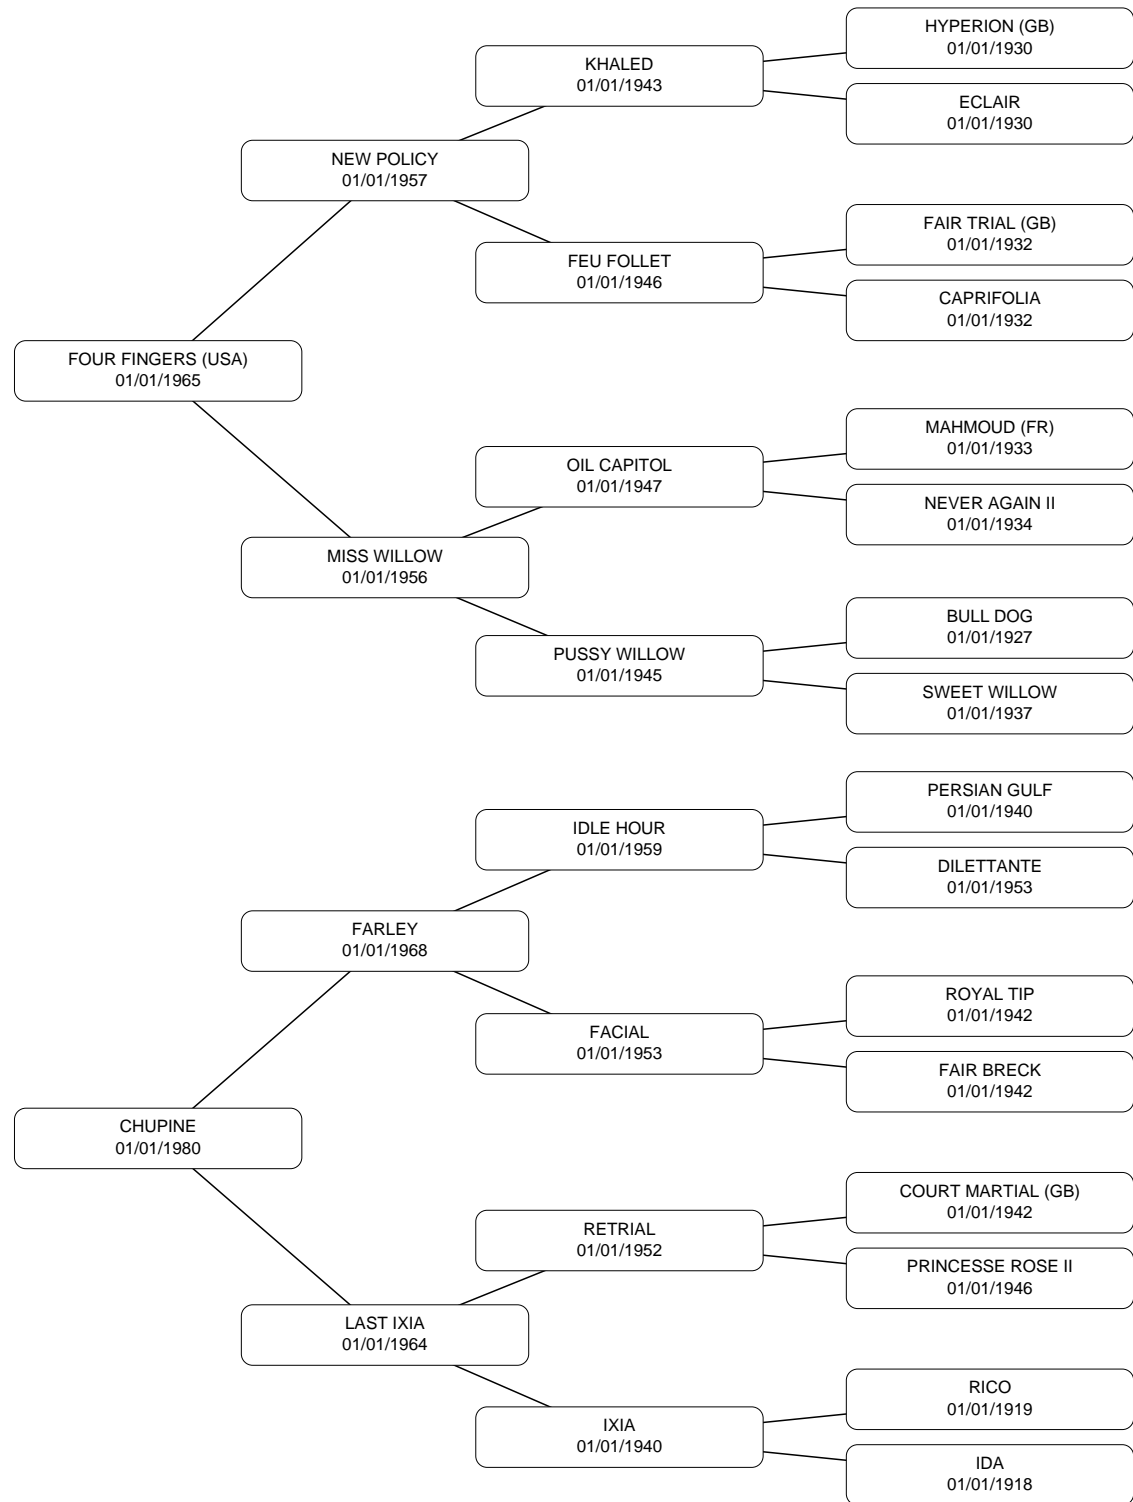 HYPERION (GB)
01/01/1930
KHALED
01/01/1943
ECLAIR
01/01/1930
NEW POLICY
01/01/1957
FAIR TRIAL (GB)
01/01/1932
FEU FOLLET
01/01/1946
CAPRIFOLIA
01/01/1932
FOUR FINGERS (USA)
01/01/1965
MAHMOUD (FR)
01/01/1933
OIL CAPITOL
01/01/1947
NEVER AGAIN II
01/01/1934
MISS WILLOW
01/01/1956
BULL DOG
01/01/1927
PUSSY WILLOW
01/01/1945
SWEET WILLOW
01/01/1937
PERSIAN GULF
01/01/1940
IDLE HOUR
01/01/1959
DILETTANTE
01/01/1953
FARLEY
01/01/1968
ROYAL TIP
01/01/1942
FACIAL
01/01/1953
FAIR BRECK
01/01/1942
CHUPINE
01/01/1980
COURT MARTIAL (GB)
01/01/1942
RETRIAL
01/01/1952
PRINCESSE ROSE II
01/01/1946
LAST IXIA
01/01/1964
RICO
01/01/1919
IXIA
01/01/1940
IDA
01/01/1918